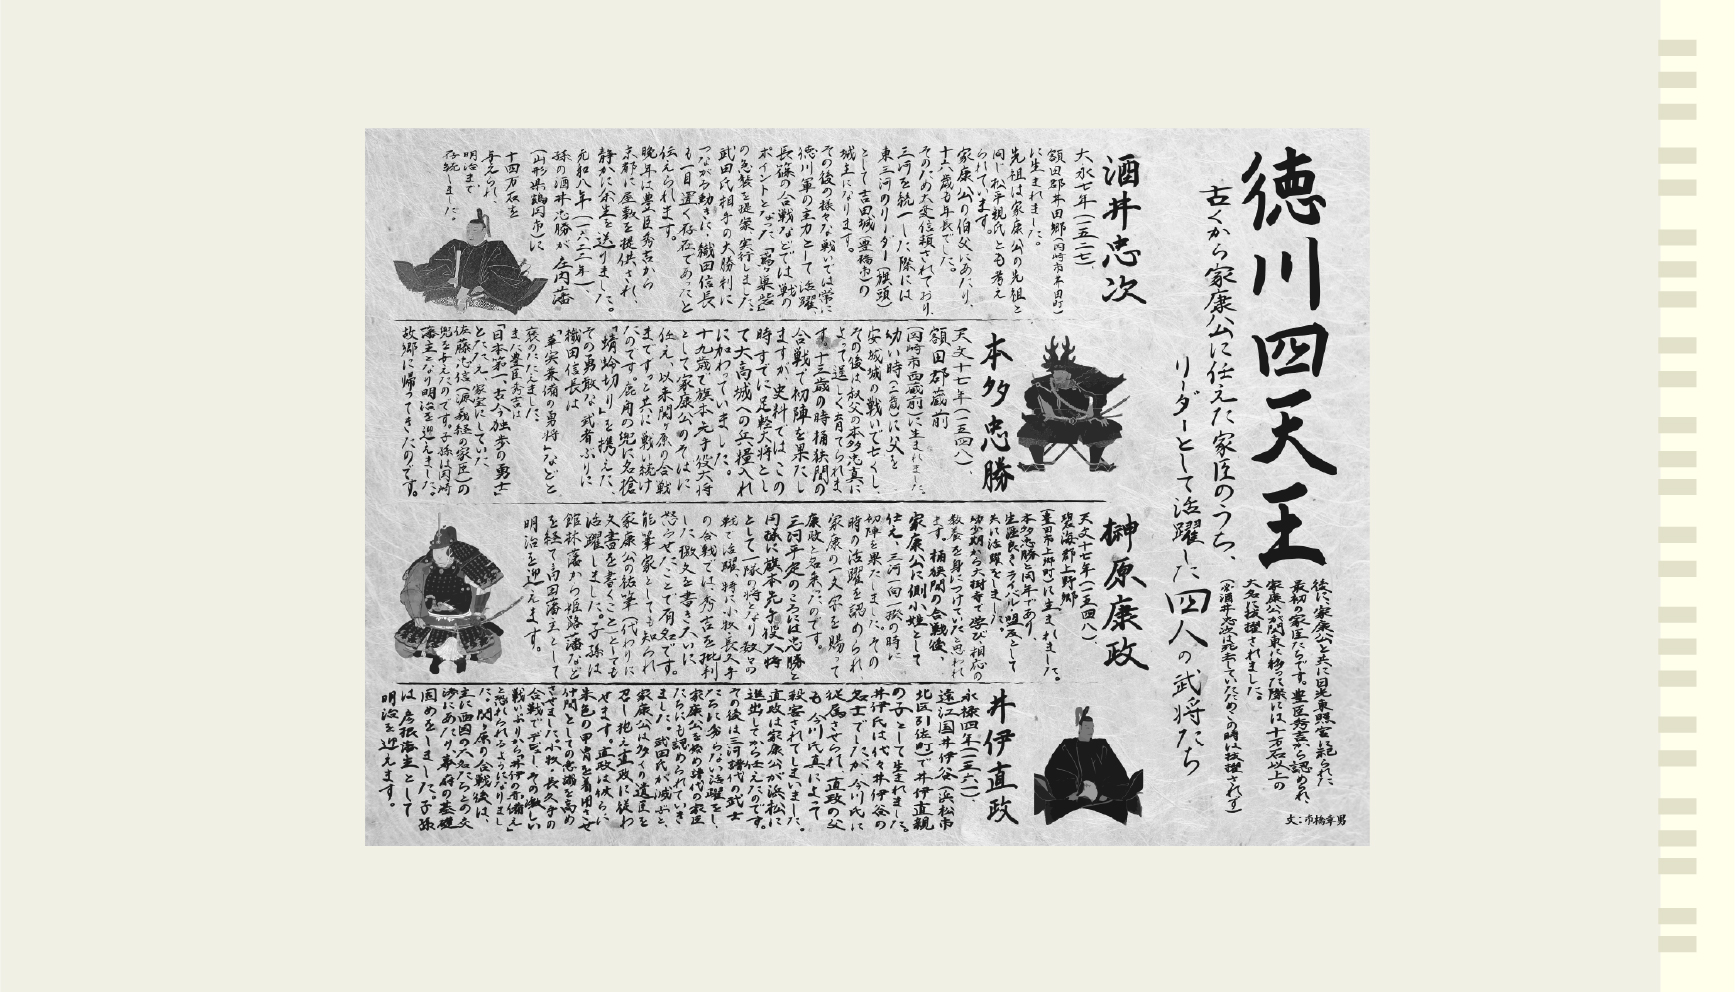 徳川四天王
古くから家康公に仕えた家臣のうち、
リーダーとして活躍した四人の武将たち
後に家康公と共に日光東照宮に祀られた
最初の家臣たちです。豊臣秀吉から認められ、
家康公が関東に移った際には、十万石以上の
大名に抜擢されました。
(※酒井忠次は死去していたためこの時は抜擢されず)
文:市橋章男
酒井忠次
大永七年(一五二七)、
額田郡井田郷(岡崎市井田町)
に生まれました。
先祖は家康公の先祖と
同じ松平親氏とも考え
られています。
家康公の伯父にあたり、
十五歳も年長でした。
そのため大変信頼されており、
三河を統一した際には
東三河のリーダー(旗頭)
として吉田城(豊橋市)の
城主になります。
その後の様々な戦いでは常に
徳川軍の主力として活躍、
長篠の合戦などでは戦の
ポイントとなった「鳶ヶ巣砦」
の急襲を提案、実行しました。
武田氏相手の大勝利に
つながる動きに、織田信長
も一目置く存在であったと
伝えられます。
晩年は豊臣秀吉から
京都に屋敷を提供され、
静かに余生を送りました。
元和八年(一六二二年)、
孫の酒井忠勝が庄内藩
(山形県鶴岡市)に
十四万石を
与えられ、
明治まで
存続しました。
本多忠勝
天文十七年(一五四八)、
額田郡蔵前
(岡崎市西蔵前)に生まれました。
幼い時(二歳)に父を
安城城の戦いで亡くし、
その後は叔父の本多忠真に
よって逞しく育てられま
す。十三歳の時桶狭間の
合戦で初陣を果たし
ますが、史料ではこの
時すでに足軽大将とし
て大高城への兵糧入れ
に加わっていました。
十九歳で旗本先手役大将
として家康公のそばに
仕え、以来関ヶ原の合戦
までずっと共に戦い続け
たのです。鹿角の兜に名槍
「蜻蛉切り」を携えた、
その勇敢な武者ぶりに
織田信長は
「華実兼備の勇将」などと
褒めたたえました。
また豊臣秀吉は
「日本第一、古今独歩の勇士」
とたたえ、家宝にしていた
佐藤忠信(源義経の家臣)の
兜を与えたのです。子孫は岡崎
藩主となり明治を迎えました。
故郷に帰ってきたのです。
榊原康政
天文十七年(一五四八)、
碧海郡上野郷
(豊田市上郷町)に生まれました。
本多忠勝と同年であり、
生涯良きライバル・盟友として
共に活躍をしました。
幼少期から大樹寺で学び、相応の
教養を身につけていたと思われ
ます。桶狭間の合戦後、
家康公に側小姓として
仕え、三河一向一揆の時に
初陣を果たしました。その
時の活躍を認められ、
家康の一文字を賜って
康政と名乗ったのです。
三河平定のころには忠勝と
同様に旗本先手役大将
として一隊の将となり、数々の
戦で活躍、特に小牧・長久手
の合戦では、秀吉を批判
した檄文を書き大いに
怒らせたことで有名です。
能筆家としても知られ
家康公の祐筆(代わりに
文書を書くこと)としても
活躍しました。子孫は
館林藩から姫路藩など
を経て高田藩主として
明治を迎えます。
井伊直政
永禄四年(一五六一)
遠江国井伊谷(浜松市
北区引佐町)で井伊直親
の子として生まれました。
井伊氏は代々井伊谷の
名士でしたが、今川氏に
従属させられ、直政の父
も今川氏真によって
殺害されてしまいました。
直政は家康公が浜松に
進出してから仕えたのです。
その後は三河譜代の武士
たちに劣らない活躍をし、
家康公を始め譜代の家臣
たちにも認められていき
ました。武田氏が滅ぶと、
家康公は多くの遺臣を
召し抱え直政に従わ
せます。直政は彼らに
朱色の甲冑を着用させ
仲間としての意識を高め
させました。小牧・長久手の
合戦でデビュー、その激しい
戦いぶりから「井伊の赤備え」
と恐れられるようになりまし
た。関ヶ原の合戦後は、
主に西国の大名たちとの交
渉にあたり、幕府の基礎
固めをしました。子孫
は彦根藩主として
明治を迎えます。